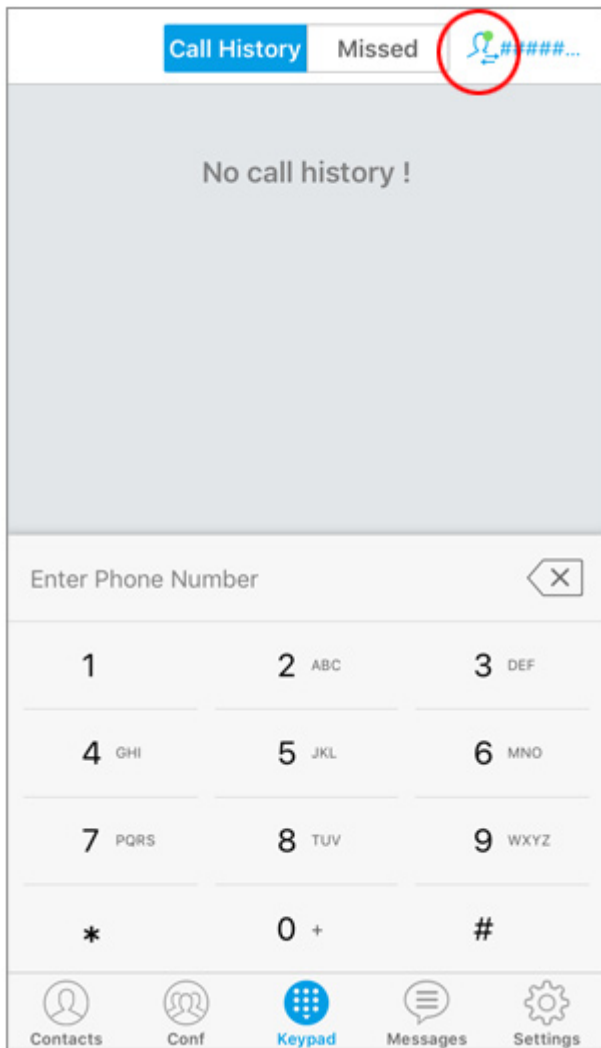 Call History Missed #####...
No call history !
Enter Phone Number
1 2 ABC 3 DEF
4 GHI 5 JKL 6 MNO
7 PQRS 8 TUV 9 WXYZ
* 0 + #
Contacts Conf Keypad Messages Settings